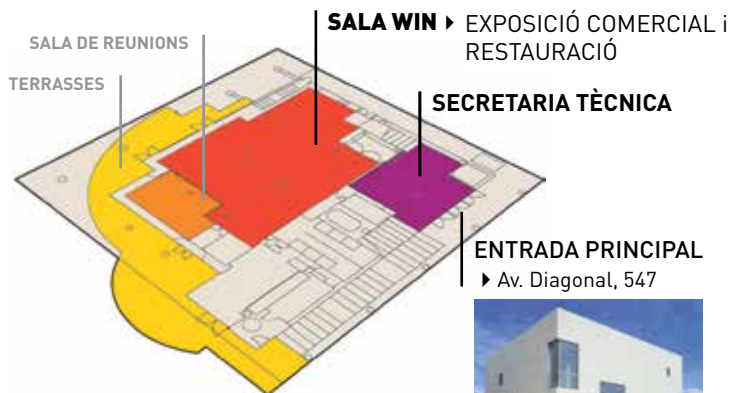 SALA WIN ▸ EXPOSICIÓ COMERCIAL i
RESTAURACIÓ
SALA DE REUNIONS
TERRASSES
SECRETARIA TÈCNICA
ENTRADA PRINCIPAL
▸ Av. Diagonal, 547